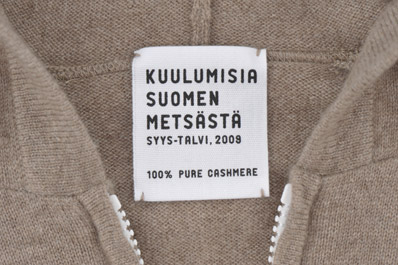 KUULUMISIA
SUOMEN
METSÄSTÄ
SYYS-TALVI, 2009
100% PURE CASHMERE